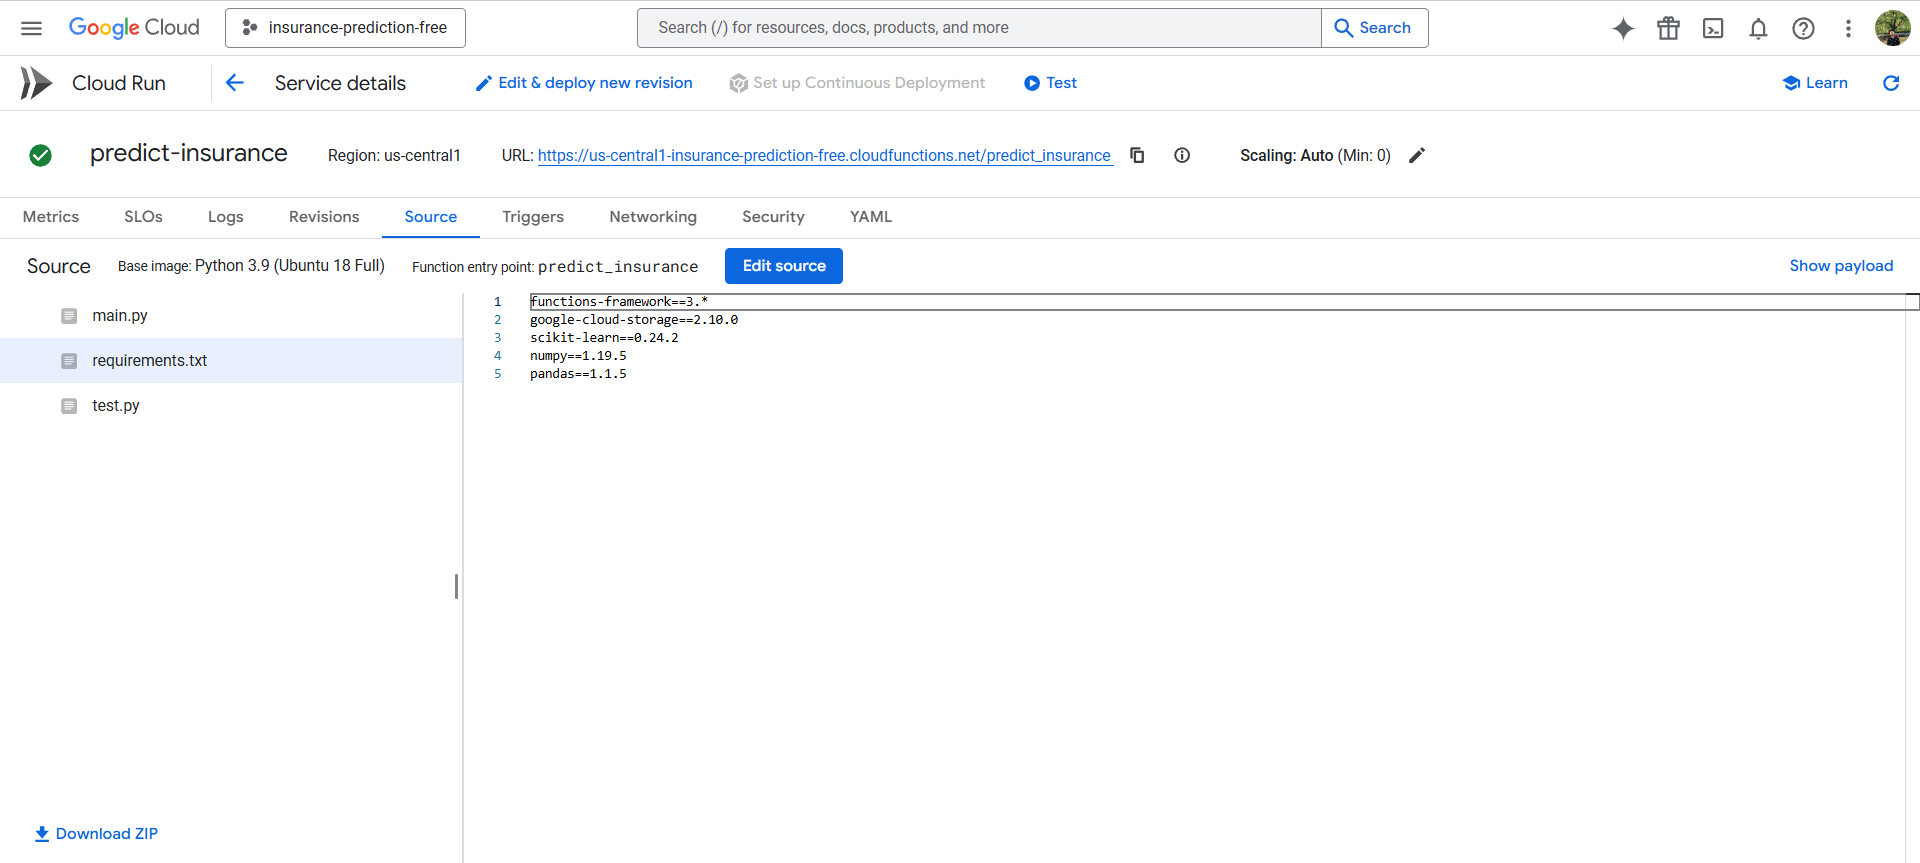 Google Cloud
insurance-prediction-free
Search (/) for resources, docs, products, and more
Search
Cloud Run
Service details
Edit & deploy new revision
Set up Continuous Deployment
Test
Learn
predict-insurance
Region: us-central1
URL: https://us-central1-insurance-prediction-free.cloudfunctions.net/predict_insurance
Scaling: Auto (Min: 0)
Metrics
SLOs
Logs
Revisions
Source
Triggers
Networking
Security
YAML
Source
Base image: Python 3.9 (Ubuntu 18 Full)
Function entry point: predict_insurance
Edit source
Show payload
main.py
requirements.txt
test.py
1 functions-framework==3.*
2 google-cloud-storage==2.10.0
3 scikit-learn==0.24.2
4 numpy==1.19.5
5 pandas==1.1.5
Download ZIP